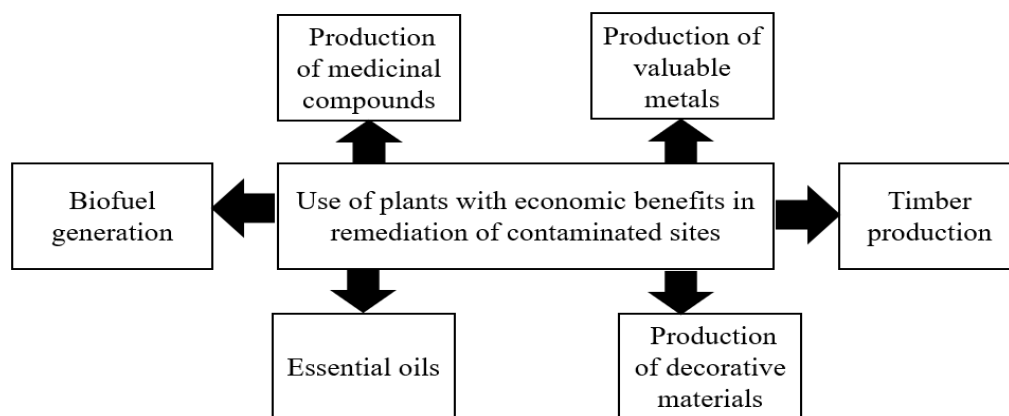 Production
of medicinal
compounds
Production of
valuable
metals
Biofuel
generation
Use of plants with economic benefits in
remediation of contaminated sites
Timber
production
Essential oils
Production
of decorative
materials